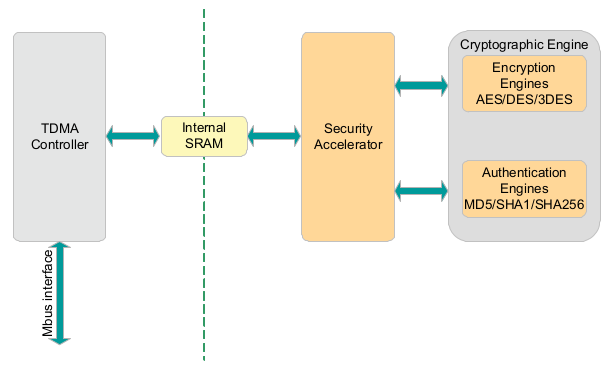 Cryptographic Engine
Encryption
Engines
AES/DES/3DES
TDMA
Controller
Internal
SRAM
Security
Accelerator
Authentication
Engines
MD5/SHA1/SHA256
Mbus interface